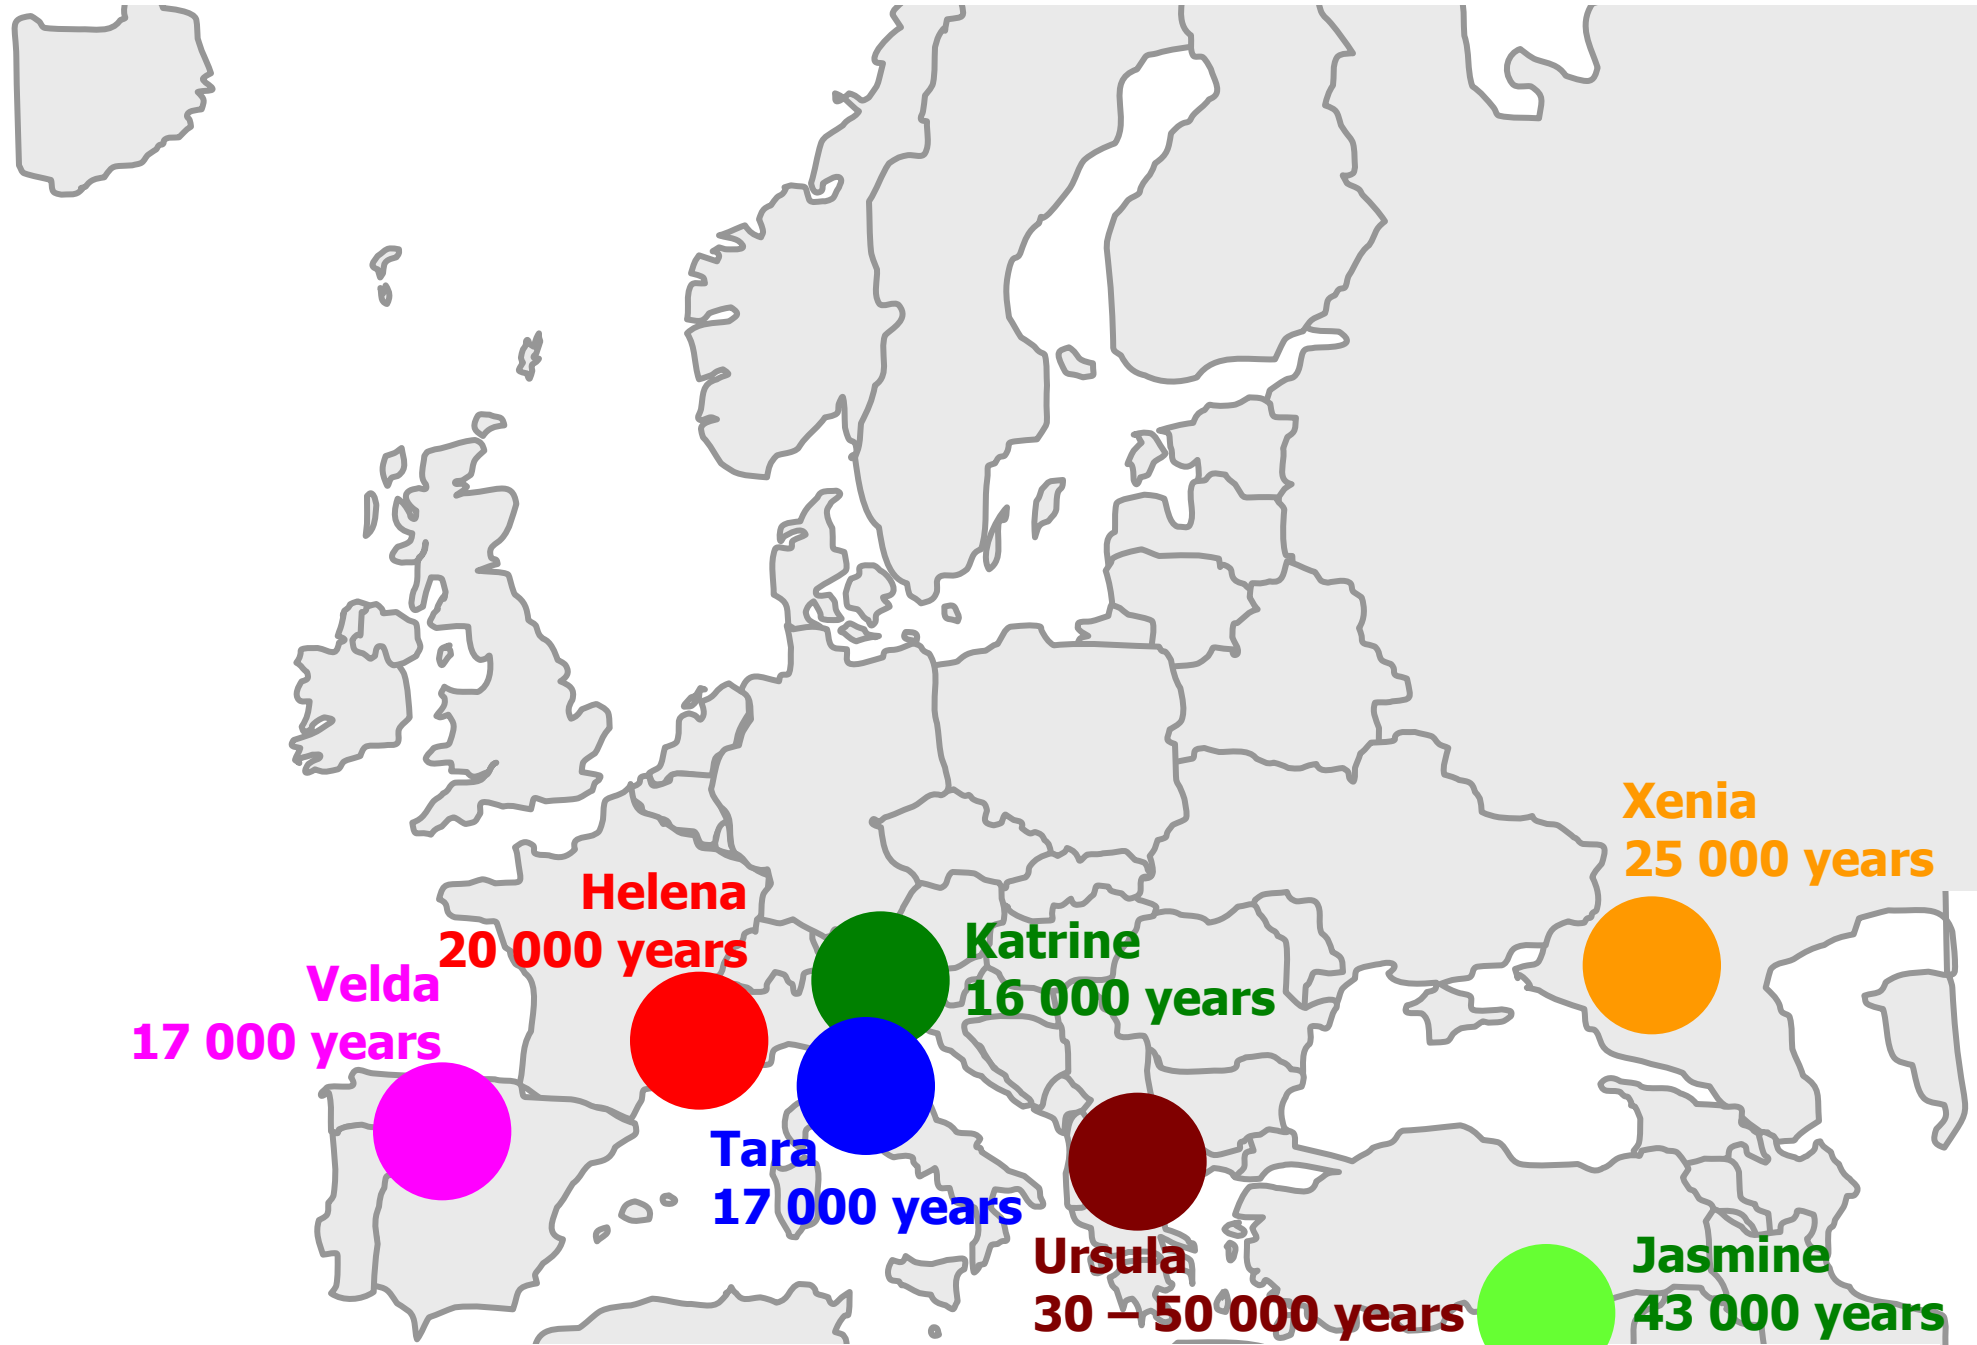 Xenia
25 000 years
Helena
20 000 years
Katrine
16 000 years
Velda
17 000 years
Tara
17 000 years
Ursula
30 – 50 000 years
Jasmine
43 000 years